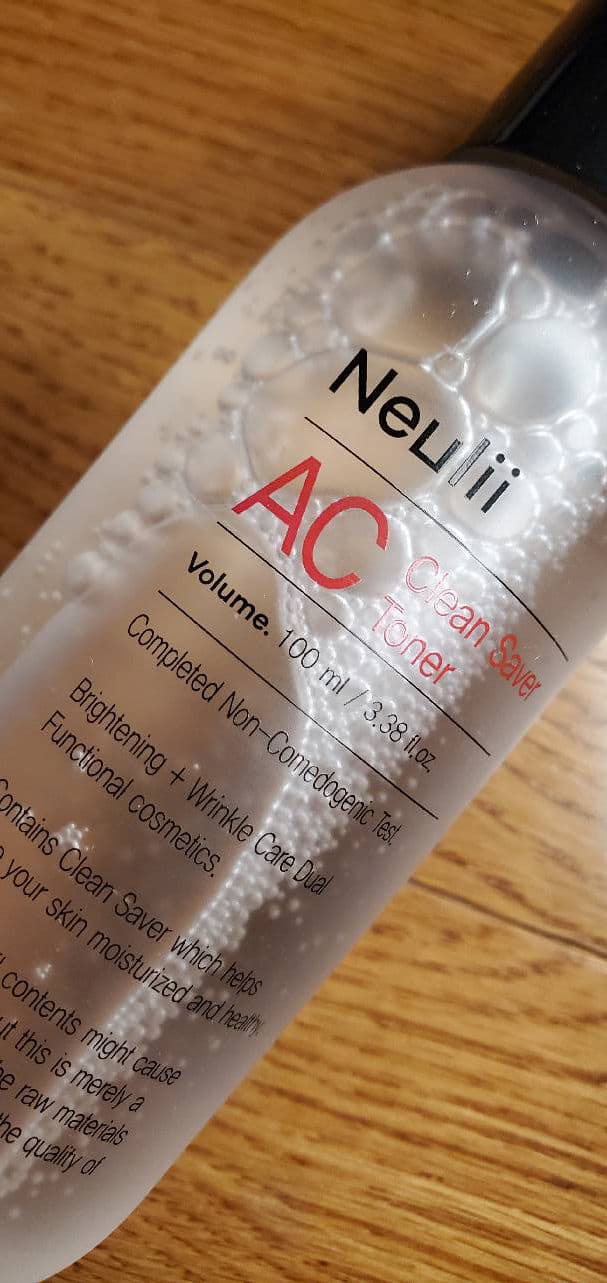 Neulii
AC Clean Saver
Toner
Volume. 100 ml / 3.38 fl.oz.
Completed Non-Comedogenic Test.
Brightening + Wrinkle Care Dual
Functional cosmetics.
Contains Clean Saver which helps
your skin moisturized and healthy.
contents might cause
this is merely a
raw materials
the quality of